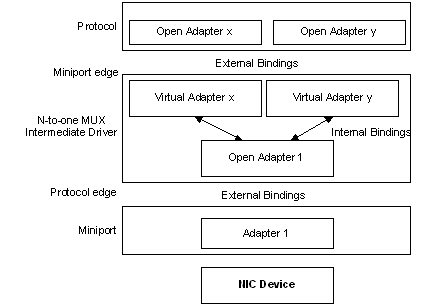 Protocol
Open Adapter x
Open Adapter y
External Bindings
Miniport edge
Virtual Adapter x
Virtual Adapter y
N-to-one MUX
Intermediate Driver
Internal Bindings
Open Adapter 1
Protocol edge
External Bindings
Miniport
Adapter 1
NIC Device